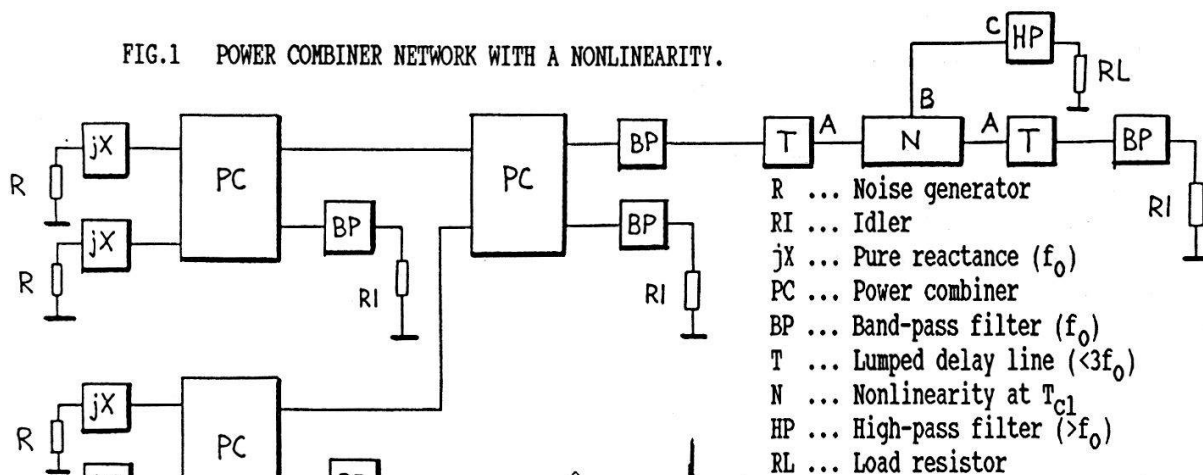 FIG.1 POWER COMBINER NETWORK WITH A NONLINEARITY.
C HP
RL
B
jX BP T A N A T BP
R PC PC
R ... Noise generator
RI
RI ... Idler
jX BP BP
jX ... Pure reactance (f₀)
R RI RI
PC ... Power combiner
BP ... Band-pass filter (f₀)
T ... Lumped delay line (<3f₀)
jX
N ... Nonlinearity at T_Cl
R PC
HP ... High-pass filter (>f₀)
RL ... Load resistor